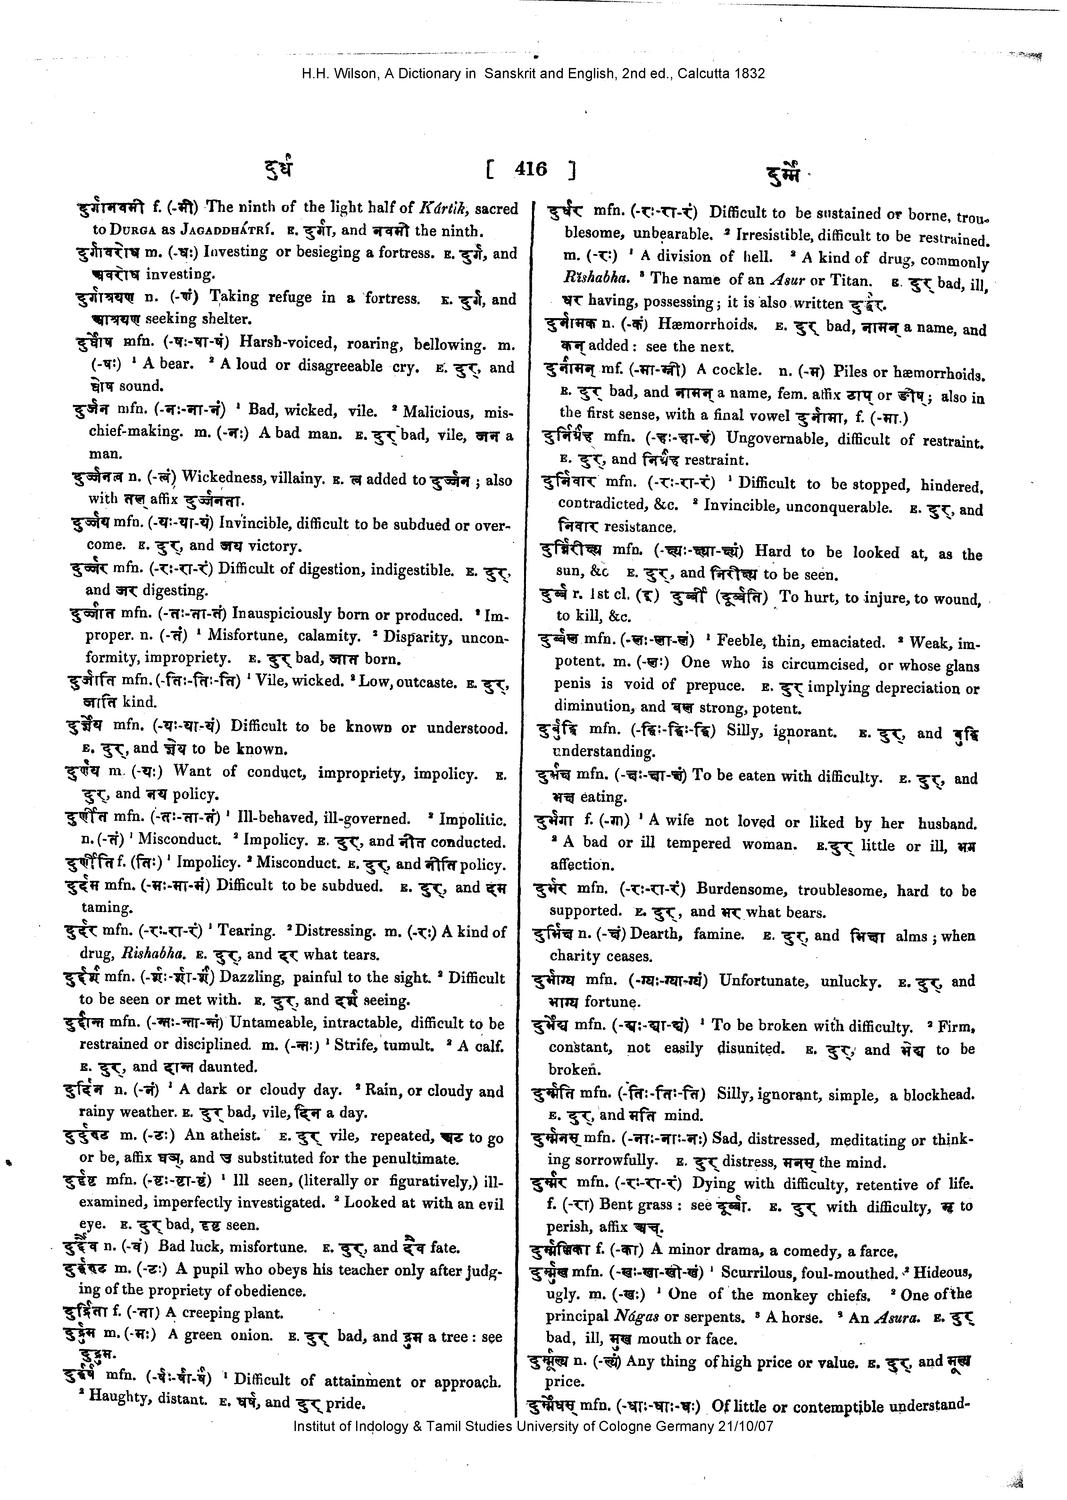 H.H. Wilson, A Dictionary in Sanskrit and English, 2nd ed., Calcutta 1832
दुर्ध
[ 416 ]
दुर्म्मे
दुर्गानवमी f. (-मी) The ninth of the light half of Kártik, sacred
to DURGA as JAGADDHÁTRÍ. E. दुर्गा, and नवमी the ninth.
दुर्गावरोध m. (-धः) Investing or besieging a fortress. E. दुर्ग, and
अवरोध investing.
दुर्गाश्रयण n. (-णं) Taking refuge in a fortress. E. दुर्ग, and
आश्रयण seeking shelter.
दुर्घोष mfn. (-षः-षा-षं) Harsh-voiced, roaring, bellowing. m.
(-षः) ¹ A bear. ² A loud or disagreeable cry. E. दुर्, and
घोष sound.
दुर्जन mfn. (-नः-ना-नं) ¹ Bad, wicked, vile. ² Malicious, mis-
chief-making. m. (-नः) A bad man. E. दुर् bad, vile, जन a
man.
दुर्ज्जनत्व n. (-त्वं) Wickedness, villainy. E. त्व added to दुर्ज्जन ; also
with तल् affix दुर्ज्जनता.
दुर्ज्जय mfn. (-यः-या-यं) Invincible, difficult to be subdued or over-
come. E. दुर्, and जय victory.
दुर्ज्जर mfn. (-रः-रा-रं) Difficult of digestion, indigestible. E. दुर्,
and जर digesting.
दुर्ज्जात mfn. (-तः-ता-तं) Inauspiciously born or produced. ² Im-
proper. n. (-तं) ¹ Misfortune, calamity. ² Disparity, uncon-
formity, impropriety. E. दुर् bad, जात born.
दुर्जाति mfn. (-तिः-तिः-ति) ¹ Vile, wicked. ² Low, outcaste. E. दुर्,
जाति kind.
दुर्ज्ञेय mfn. (-यः-या-यं) Difficult to be known or understood.
E. दुर्, and ज्ञेय to be known.
दुर्णय m. (-यः) Want of conduct, impropriety, impolicy. E.
दुर्, and नय policy.
दुर्णीत mfn. (-तः-ता-तं) ¹ Ill-behaved, ill-governed. ² Impolitic.
n. (-तं) ¹ Misconduct. ² Impolicy. E. दुर्, and नीत conducted.
दुर्णीति f. (तिः) ¹ Impolicy. ² Misconduct. E. दुर्, and नीति policy.
दुर्दम mfn. (-मः-मा-मं) Difficult to be subdued. E. दुर्, and दम
taming.
दुर्दर mfn. (-रः-रा-रं) ¹ Tearing. ² Distressing. m. (-रः) A kind of
drug, Rishabha. E. दुर्, and दर what tears.
दुर्दर्श mfn. (-र्शः-र्शा-र्शं) Dazzling, painful to the sight. ² Difficult
to be seen or met with. E. दुर्, and दर्श seeing.
दुर्दान्त mfn. (-न्तः-न्ता-न्तं) Untameable, intractable, difficult to be
restrained or disciplined. m. (-न्तः) ¹ Strife, tumult. ² A calf.
E. दुर्, and दान्त daunted.
दुर्दिन n. (-नं) ¹ A dark or cloudy day. ² Rain, or cloudy and
rainy weather. E. दुर् bad, vile, दिन a day.
दुर्दुरूट m. (-टः) An atheist. E. दुर् vile, repeated, to go
or be, affix घञ्, and उ substituted for the penultimate.
दुर्दृष्ट mfn. (-ष्टः-ष्टा-ष्टं) ¹ Ill seen, (literally or figuratively,) ill-
examined, imperfectly investigated. ² Looked at with an evil
eye. E. दुर् bad, दृष्ट seen.
दुर्दैव n. (-वं) Bad luck, misfortune. E. दुर्, and दैव fate.
m. (-टः) A pupil who obeys his teacher only after judg-
ing of the propriety of obedience.
दुर्द्रिता f. (-ता) A creeping plant.
दुर्द्रुम m. (-मः) A green onion. E. दुर् bad, and द्रुम a tree : see
दुद्रुम.
दुर्द्धर्ष mfn. (-र्षः-र्षा-र्षं) ¹ Difficult of attainment or approach.
² Haughty, distant. E. धर्ष, and दुर् pride.
दुर्धर mfn. (-रः-रा-रं) Difficult to be sustained or borne, trou-
blesome, unbearable. ² Irresistible, difficult to be restrained.
m. (-रः) ¹ A division of hell. ² A kind of drug, commonly
Rishabha. ³ The name of an Asur or Titan. E. दुर् bad, ill,
धर having, possessing; it is also written दुर्द्धर.
दुर्नामक n. (-कं) Hæmorrhoids. E. दुर् bad, नामन् a name, and
कन् added : see the next.
दुर्नामन् mf. (-मा-म्नी) A cockle. n. (-म) Piles or hæmorrhoids.
E. दुर् bad, and नामन् a name, fem. affix टाप् or ङीष्; also in
the first sense, with a final vowel दुर्नामा, f. (-मा.)
दुर्निग्रह mfn. (-हः-हा-हं) Ungovernable, difficult of restraint.
E. दुर्, and निग्रह restraint.
दुर्निवार mfn. (-रः-रा-रं) ¹ Difficult to be stopped, hindered,
contradicted, &c. ² Invincible, unconquerable. E. दुर्, and
निवार resistance.
दुर्न्निरीक्ष्य mfn. (-क्ष्यः-क्ष्या-क्ष्यं) Hard to be looked at, as the
sun, &c E. दुर्, and निरीक्ष्य to be seen.
दुर्व्व r. 1st cl. (ई) दुर्व्वी (दूर्व्वति) To hurt, to injure, to wound,
to kill, &c.
दुर्ब्बल mfn. (-लः-ला-लं) ¹ Feeble, thin, emaciated. ² Weak, im-
potent. m. (-लः) One who is circumcised, or whose glans
penis is void of prepuce. E. दुर् implying depreciation or
diminution, and बल strong, potent.
दुर्बुद्धि mfn. (-द्धिः-द्धिः-द्धि) Silly, ignorant. E. दुर्, and बुद्धि
understanding.
दुर्भक्ष mfn. (-क्षः-क्षा-क्षं) To be eaten with difficulty. E. दुर्, and
भक्ष eating.
दुर्भगा f. (-गा) ¹ A wife not loved or liked by her husband.
² A bad or ill tempered woman. E. दुर् little or ill, भग
affection.
दुर्भर mfn. (-रः-रा-रं) Burdensome, troublesome, hard to be
supported. E. दुर्, and भर what bears.
दुर्भिक्ष n. (-क्षं) Dearth, famine. E. दुर्, and भिक्षा alms ; when
charity ceases.
दुर्भाग्य mfn. (-ग्यः-ग्या-ग्यं) Unfortunate, unlucky. E. दुर्, and
भाग्य fortune.
दुर्भेद्य mfn. (-द्यः-द्या-द्यं) ¹ To be broken with difficulty. ² Firm,
constant, not easily disunited. E. दुर्, and भेद्य to be
broken.
दुर्म्मति mfn. (-तिः-तिः-ति) Silly, ignorant, simple, a blockhead.
E. दुर्, and मति mind.
दुर्म्मनस् mfn. (-नाः-नाः-नः) Sad, distressed, meditating or think-
ing sorrowfully. E. दुर् distress, मनस् the mind.
दुर्म्मर mfn. (-रः-रा-रं) Dying with difficulty, retentive of life.
f. (-रा) Bent grass : see दूर्व्वा. E. दुर् with difficulty, मृ to
perish, affix अच्.
दुर्म्मल्लिका f. (-का) A minor drama, a comedy, a farce,
दुर्म्मुख mfn. (-खः-खा-खी-खं) ¹ Scurrilous, foul-mouthed. ² Hideous,
ugly. m. (-खः) ¹ One of the monkey chiefs. ² One of the
principal Nágas or serpents. ³ A horse. ⁹ An Asura. E. दुर्
bad, ill, मुख mouth or face.
दुर्म्मूल्य n. (-ल्यं) Any thing of high price or value. E. दुर्, and मूल्य
price.
दुर्म्मेधस् mfn. (-धाः-धाः-धः) Of little or contemptible understand-
Institut of Indology & Tamil Studies University of Cologne Germany 21/10/07